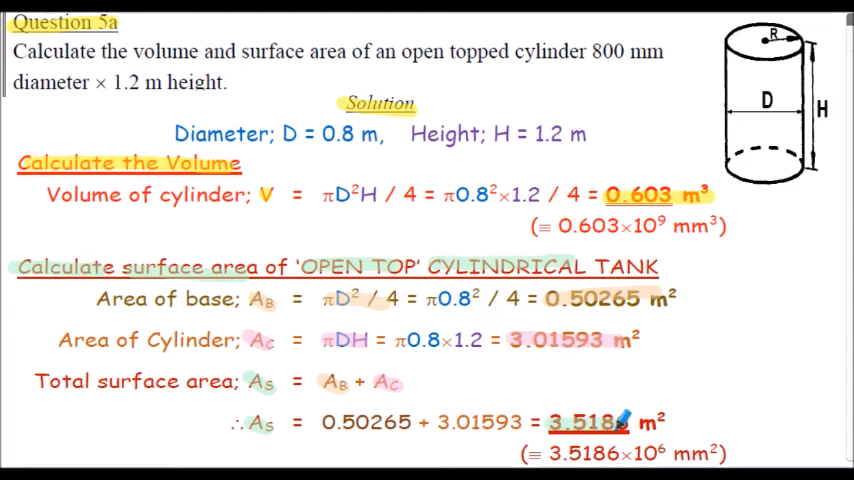 Question 5a
Calculate the volume and surface area of an open topped cylinder 800 mm
diameter × 1.2 m height.
Solution
Diameter; D = 0.8 m, Height; H = 1.2 m
Calculate the Volume
Volume of cylinder; V = πD²H / 4 = π0.8²×1.2 / 4 = 0.603 m³
(≡ 0.603×10⁹ mm³)
Calculate surface area of ‘OPEN TOP’ CYLINDRICAL TANK
Area of base; A_B = πD² / 4 = π0.8² / 4 = 0.50265 m²
Area of Cylinder; A_C = πDH = π0.8×1.2 = 3.01593 m²
Total surface area; A_S = A_B + A_C
∴ A_S = 0.50265 + 3.01593 = m²
(≡ 3.5186×10⁶ mm²)
R
D
H